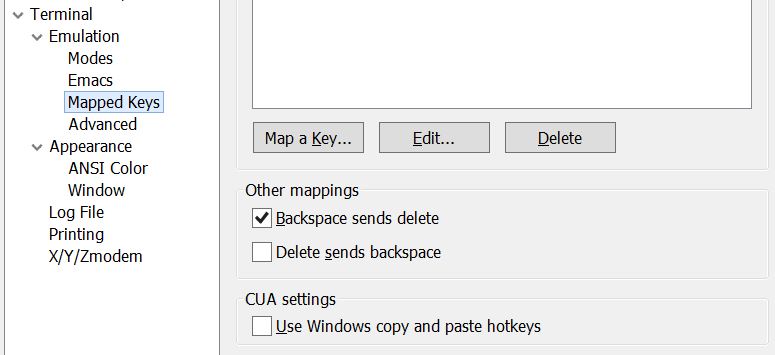 Terminal
Emulation
Modes
Emacs
Mapped Keys
Advanced
Appearance
ANSI Color
Window
Log File
Printing
X/Y/Zmodem
Map a Key... Edit... Delete
Other mappings
Backspace sends delete
Delete sends backspace
CUA settings
Use Windows copy and paste hotkeys